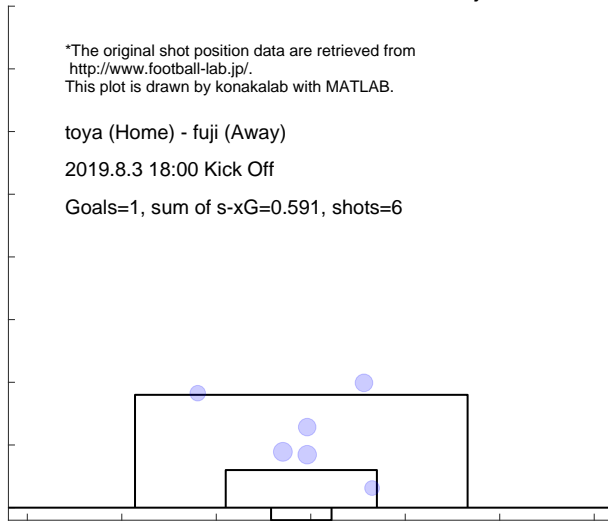 *The original shot position data are retrieved from
http://www.football-lab.jp/.
This plot is drawn by konakalab with MATLAB.
toya (Home) - fuji (Away)
2019.8.3 18:00 Kick Off
Goals=1, sum of s-xG=0.591, shots=6